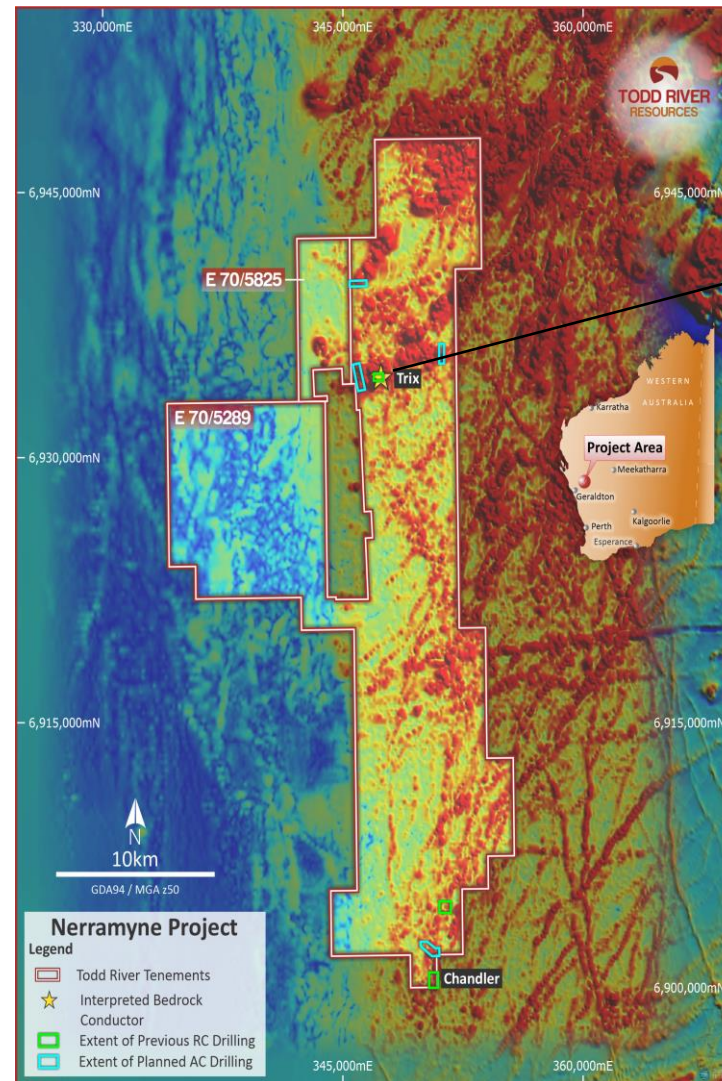 330,000mE
345,000mE
360,000mE
TODD RIVER
RESOURCES
6,945,000mN
6,945,000mN
E 70/5825
Trix
WESTERN
AUSTRALIA
Karratha
Project Area
Meekatharra
Geraldton
Kalgoorlie
Perth
Esperance
E 70/5289
6,930,000mN
6,915,000mN
6,915,000mN
N
10km
GDA94 / MGA z50
Nerramyne Project
Legend
Todd River Tenements
Interpreted Bedrock
Conductor
Extent of Previous RC Drilling
Extent of Planned AC Drilling
Chandler
6,900,000mN
345,000mE
360,000mE